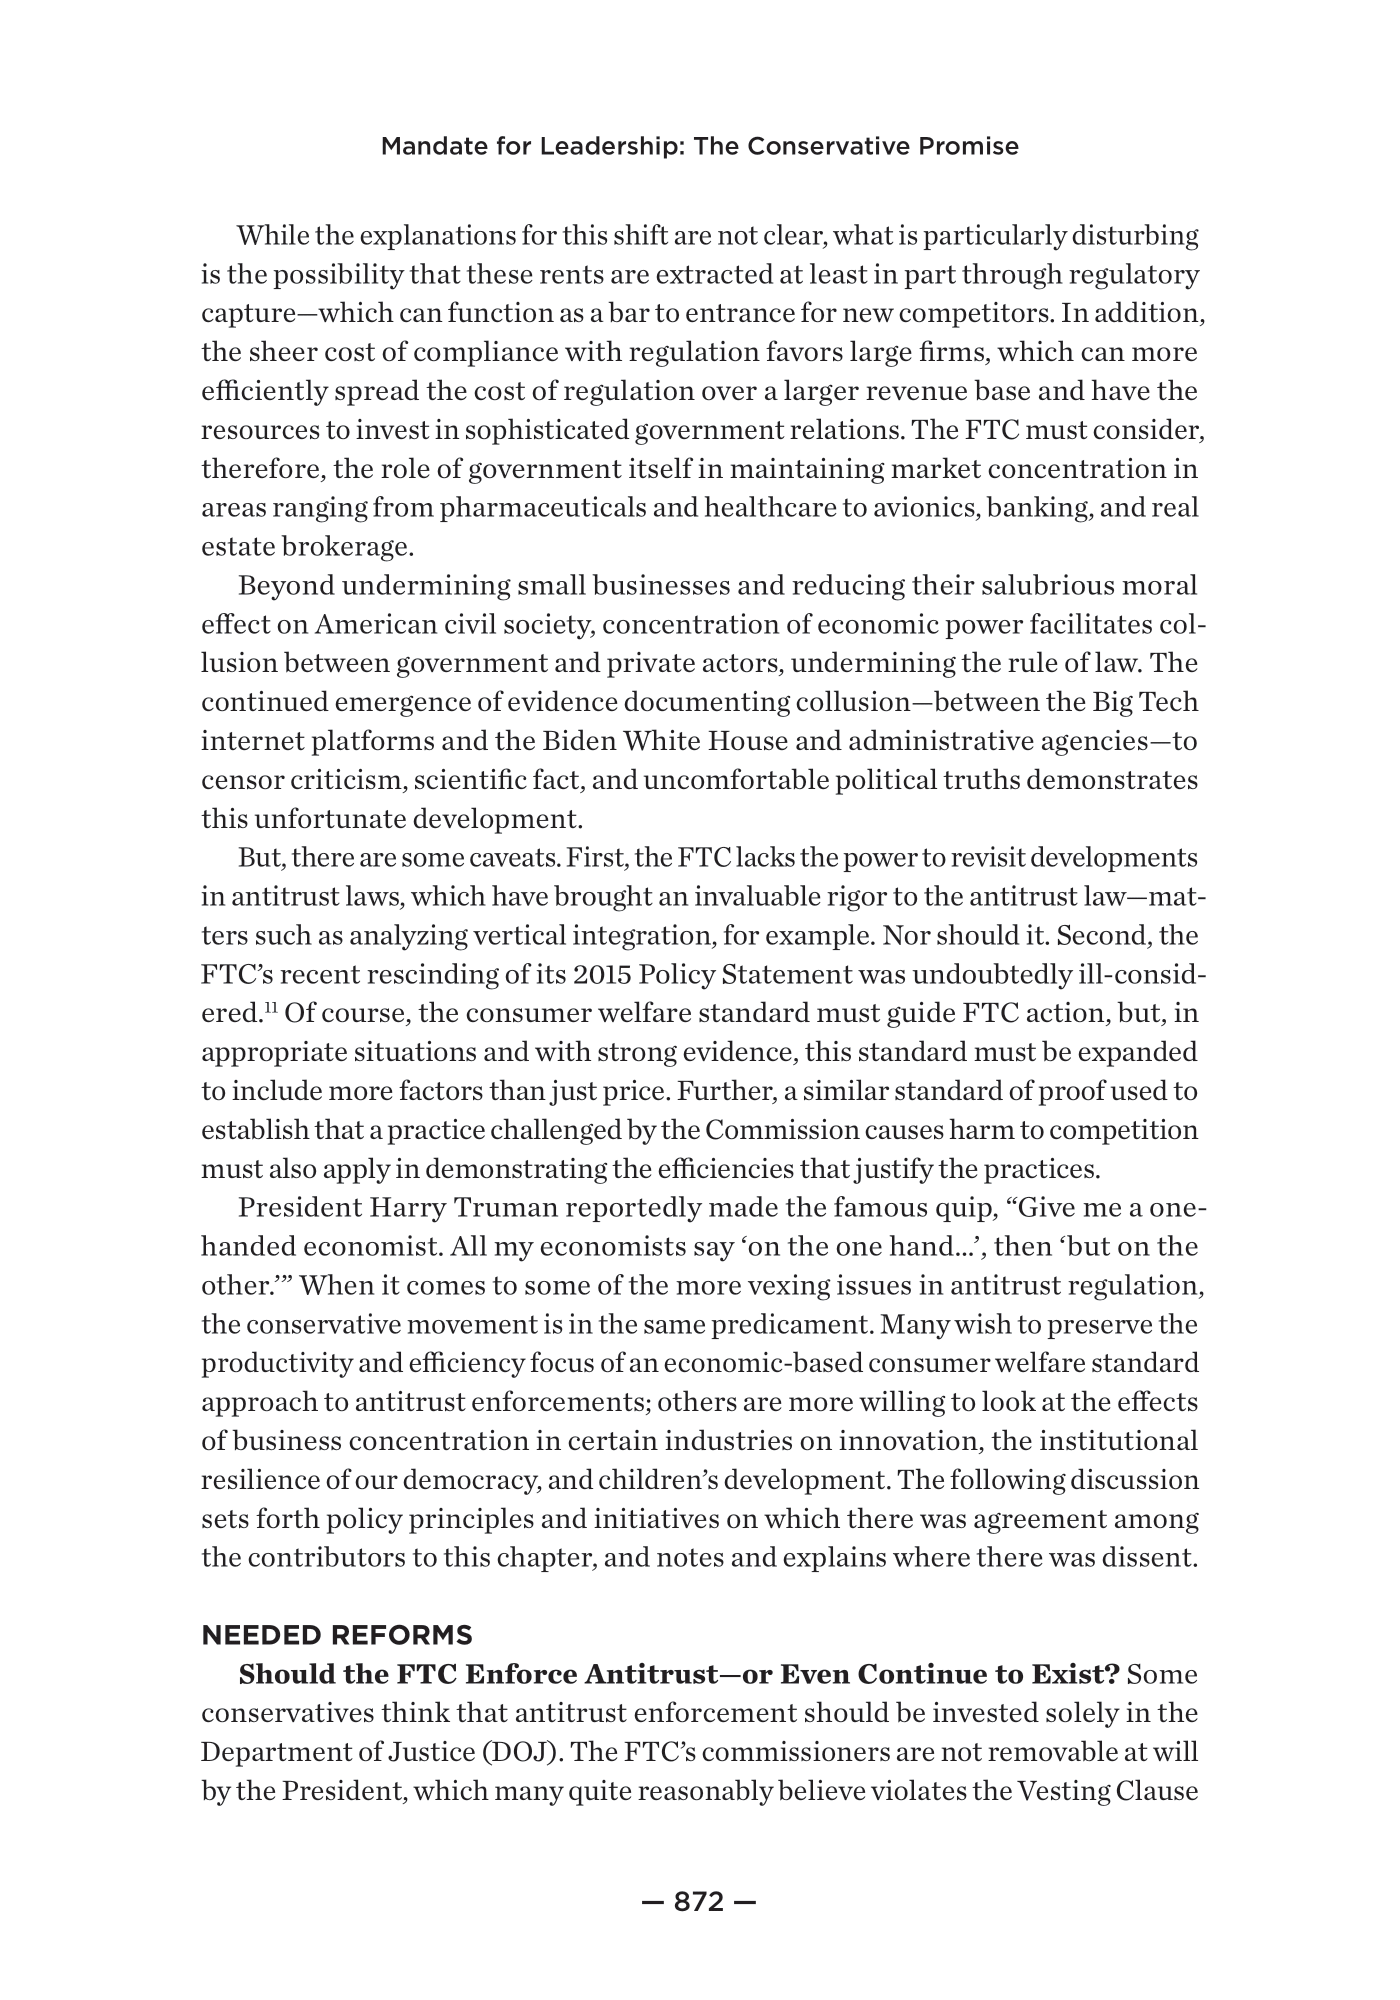 Mandate for Leadership: The Conservative Promise
While the explanations for this shift are not clear, what is particularly disturbing
is the possibility that these rents are extracted at least in part through regulatory
capture—which can function as a bar to entrance for new competitors. In addition,
the sheer cost of compliance with regulation favors large firms, which can more
efficiently spread the cost of regulation over a larger revenue base and have the
resources to invest in sophisticated government relations. The FTC must consider,
therefore, the role of government itself in maintaining market concentration in
areas ranging from pharmaceuticals and healthcare to avionics, banking, and real
estate brokerage.
Beyond undermining small businesses and reducing their salubrious moral
effect on American civil society, concentration of economic power facilitates col-
lusion between government and private actors, undermining the rule of law. The
continued emergence of evidence documenting collusion—between the Big Tech
internet platforms and the Biden White House and administrative agencies—to
censor criticism, scientific fact, and uncomfortable political truths demonstrates
this unfortunate development.
But, there are some caveats. First, the FTC lacks the power to revisit developments
in antitrust laws, which have brought an invaluable rigor to the antitrust law—mat-
ters such as analyzing vertical integration, for example. Nor should it. Second, the
FTC’s recent rescinding of its 2015 Policy Statement was undoubtedly ill-consid-
ered.11 Of course, the consumer welfare standard must guide FTC action, but, in
appropriate situations and with strong evidence, this standard must be expanded
to include more factors than just price. Further, a similar standard of proof used to
establish that a practice challenged by the Commission causes harm to competition
must also apply in demonstrating the efficiencies that justify the practices.
President Harry Truman reportedly made the famous quip, “Give me a one-
handed economist. All my economists say ‘on the one hand...’, then ‘but on the
other.’” When it comes to some of the more vexing issues in antitrust regulation,
the conservative movement is in the same predicament. Many wish to preserve the
productivity and efficiency focus of an economic-based consumer welfare standard
approach to antitrust enforcements; others are more willing to look at the effects
of business concentration in certain industries on innovation, the institutional
resilience of our democracy, and children’s development. The following discussion
sets forth policy principles and initiatives on which there was agreement among
the contributors to this chapter, and notes and explains where there was dissent.
NEEDED REFORMS
Should the FTC Enforce Antitrust—or Even Continue to Exist? Some
conservatives think that antitrust enforcement should be invested solely in the
Department of Justice (DOJ). The FTC’s commissioners are not removable at will
by the President, which many quite reasonably believe violates the Vesting Clause
— 872 —